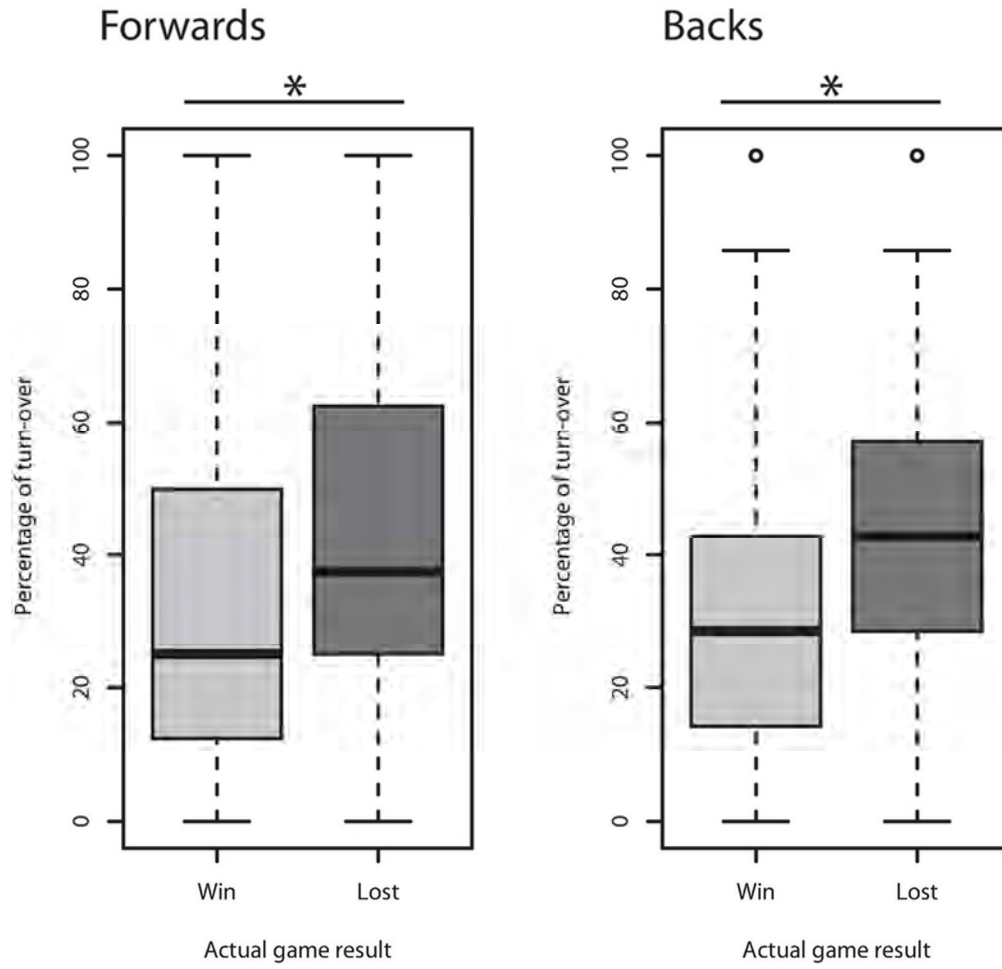 Forwards
*
Percentage of turn-over
100
80
60
40
20
0
Win Lost
Actual game result
Backs
*
Percentage of turn-over
100
80
60
40
20
0
Win Lost
Actual game result